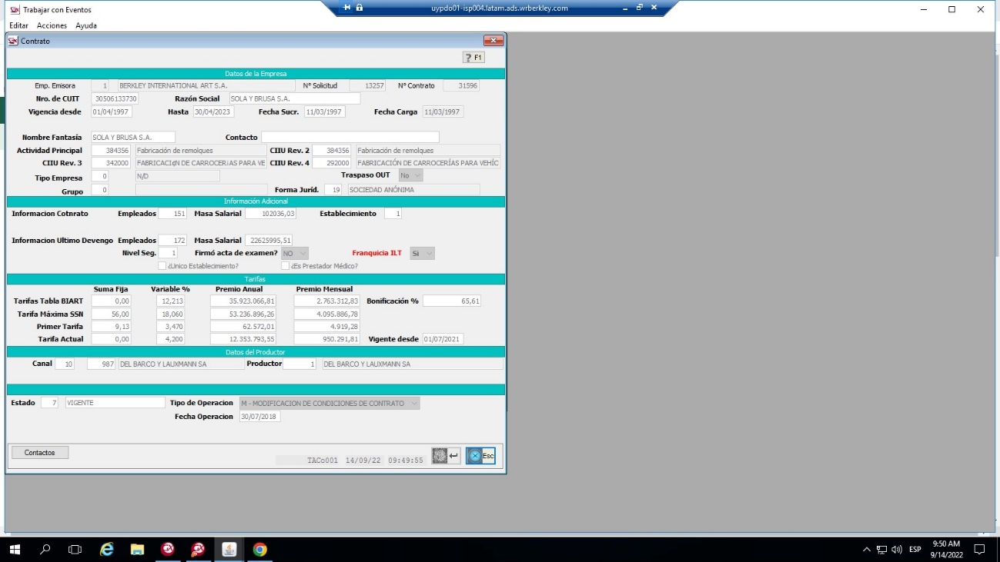 Trabajar con Eventos
uypdo01-isp004.latam.ads.wrberkley.com
Editar Acciones Ayuda
Contrato
? F1
Datos de la Empresa
Emp. Emisora 1 BERKLEY INTERNATIONAL ART S.A. Nº Solicitud 13257 Nº Contrato 31596
Nro. de CUIT 30506133730 Razón Social SOLA Y BRUSA S.A.
Vigencia desde 01/04/1997 Hasta 30/04/2023 Fecha Sucr. 11/03/1997 Fecha Carga 11/03/1997
Nombre Fantasía SOLA Y BRUSA S.A. Contacto
Actividad Principal 384356 Fabricación de remolques CIIU Rev. 2 384356 Fabricación de remolques
CIIU Rev. 3 342000 FABRICACI¢N DE CARROCERiAS PARA VE CIIU Rev. 4 292000 FABRICACIÓN DE CARROCERÍAS PARA VEHÍC
Tipo Empresa 0 N/D Traspaso OUT No
Grupo 0 Forma Juríd. 19 SOCIEDAD ANÓNIMA
Información Adicional
Informacion Cotnrato Empleados 151 Masa Salarial 102036,03 Establecimiento 1
Informacion Ultimo Devengo Empleados 172 Masa Salarial 22625995,51
Nivel Seg. 1 Firmó acta de examen? NO Franquicia ILT Si
¿Unico Establecimiento? ¿Es Prestador Médico?
Tarifas
Suma Fija Variable % Premio Anual Premio Mensual
Tarifas Tabla BIART 0,00 12,213 35.923.066,81 2.763.312,83 Bonificación % 65,61
Tarifa Máxima SSN 56,00 18,060 53.236.896,26 4.095.886,78
Primer Tarifa 9,13 3,470 62.572,01 4.919,28
Tarifa Actual 0,00 4,200 12.353.793,55 950.291,81 Vigente desde 01/07/2021
Datos del Productor
Canal 10 987 DEL BARCO Y LAUXMANN SA Productor 1 DEL BARCO Y LAUXMANN SA
Estado 7 VIGENTE Tipo de Operacion M - MODIFICACION DE CONDICIONES DE CONTRATO
Fecha Operacion 30/07/2018
Contactos
TACo001 14/09/22 09:49:55 Esc
ESP 9:50 AM
9/14/2022